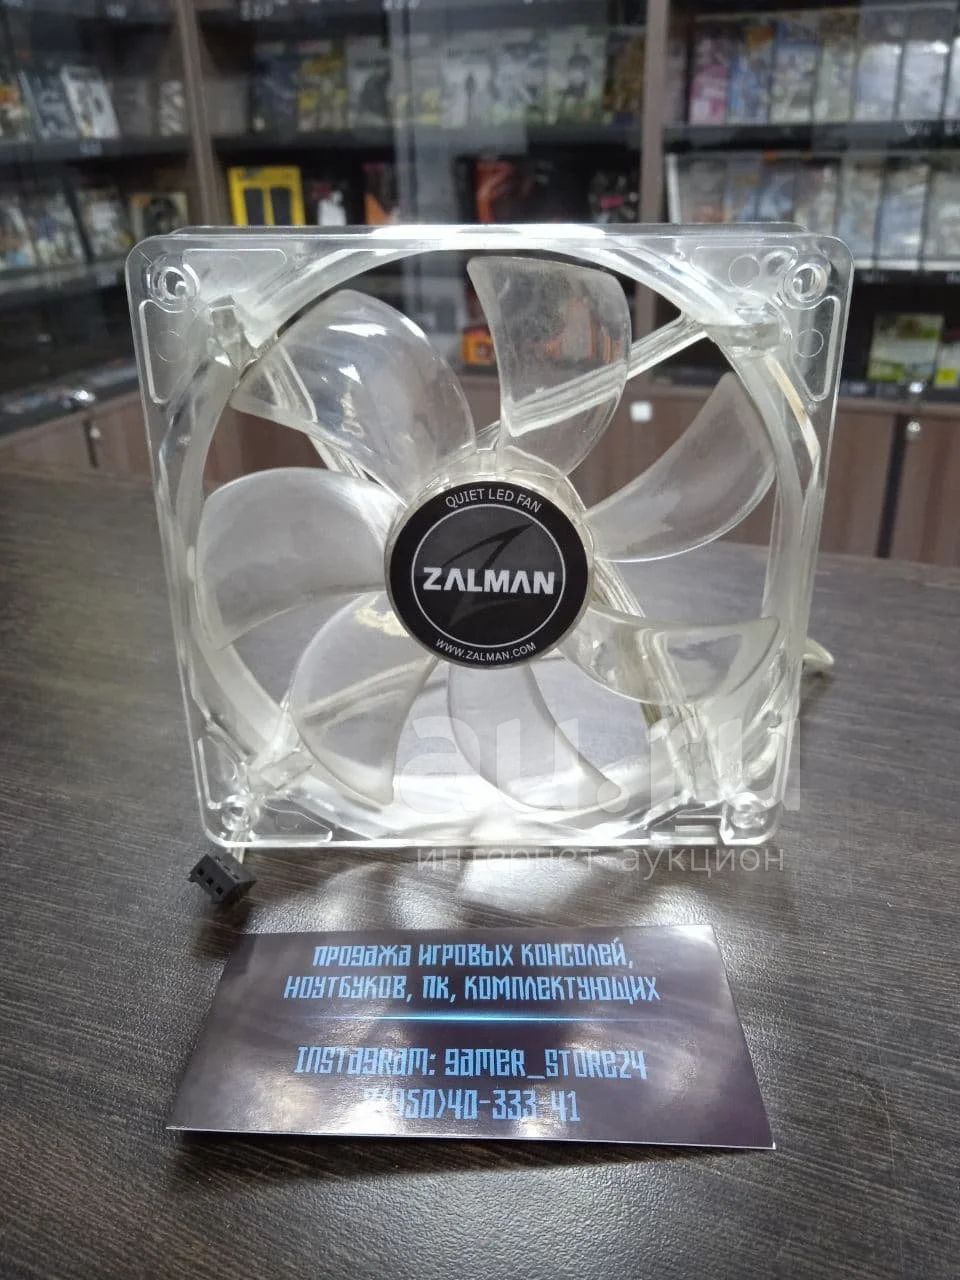 QUIET LED FAN
ZALMAN
WWW.ZALMAN.COM
au.ru
интернет аукцион
ПРОДАЖА ИГРОВЫХ КОНСОЛЕЙ,
НОУТБУКОВ, ПК, КОМПЛЕКТУЮЩИХ
INSTAGRAM: GAMER_STORE24
(950)40-333-41